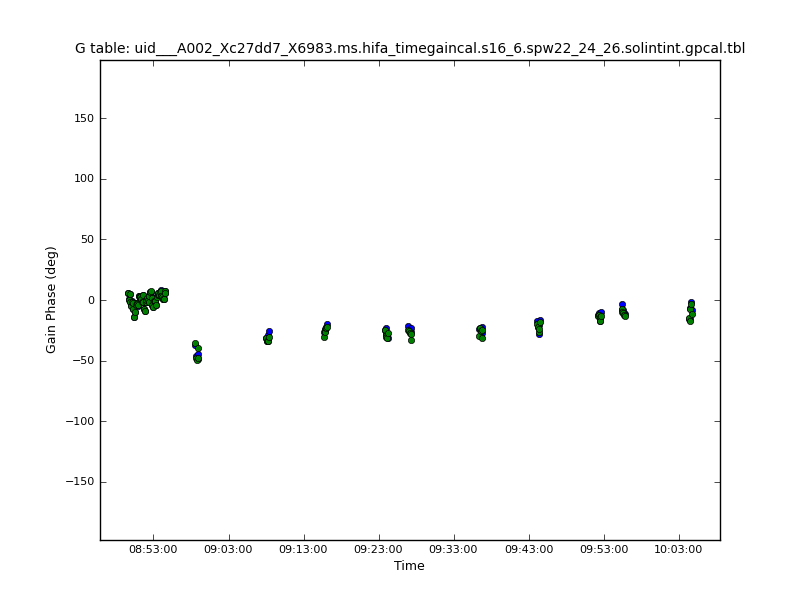 G table: uid___A002_Xc27dd7_X6983.ms.hifa_timegaincal.s16_6.spw22_24_26.solintint.gpcal.tbl
Gain Phase (deg)
150
100
50
0
−50
−100
−150
08:53:00 09:03:00 09:13:00 09:23:00 09:33:00 09:43:00 09:53:00 10:03:00
Time